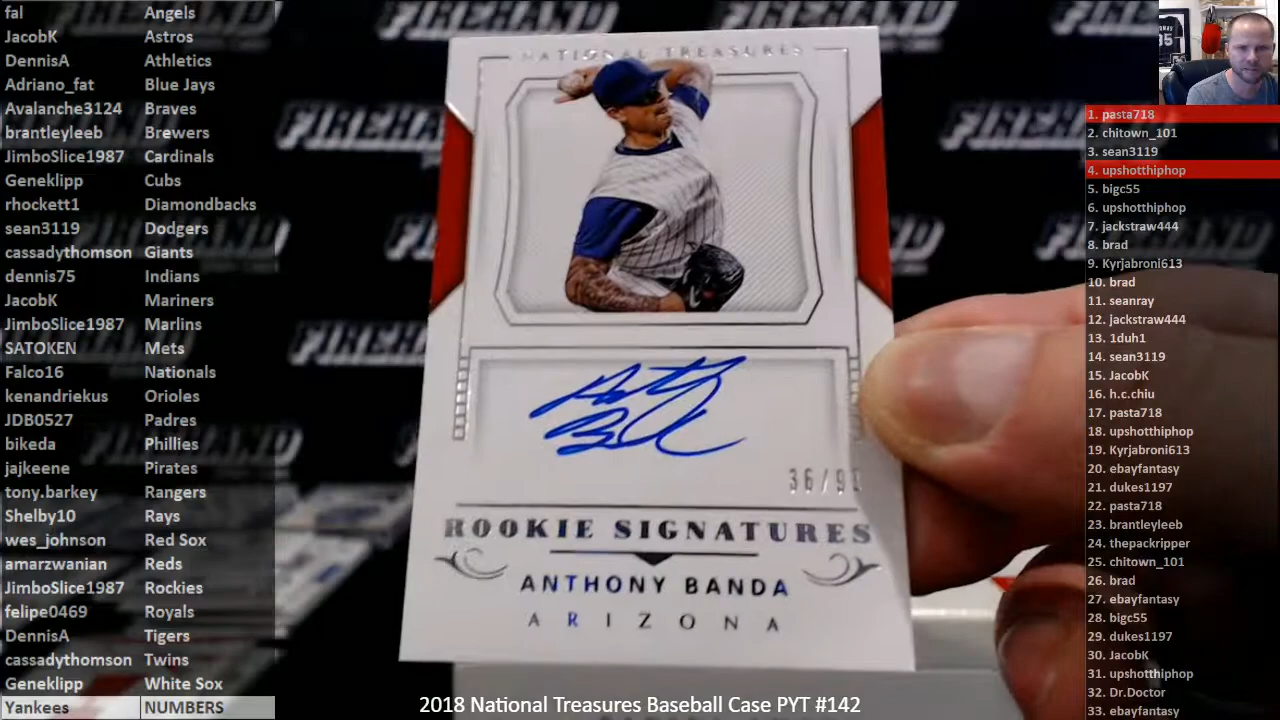 fal Angels
JacobK Astros
DennisA Athletics
Adriano_fat Blue Jays
Avalanche3124 Braves
brantleyleeb Brewers
JimboSlice1987 Cardinals
Geneklipp Cubs
rhockett1 Diamondbacks
sean3119 Dodgers
cassadythomson Giants
dennis75 Indians
JacobK Mariners
JimboSlice1987 Marlins
SATOKEN Mets
Falco16 Nationals
kenandriekus Orioles
JDB0527 Padres
bikeda Phillies
jajkeene Pirates
tony.barkey Rangers
Shelby10 Rays
wes_johnson Red Sox
amarzwanian Reds
JimboSlice1987 Rockies
felipe0469 Royals
DennisA Tigers
cassadythomson Twins
Geneklipp White Sox
Yankees NUMBERS
FIREHAND
NATIONAL TREASURES
36/99
ROOKIE SIGNATURES
ANTHONY BANDA
ARIZONA
2018 National Treasures Baseball Case PYT #142
1. pasta718
2. chitown_101
3. sean3119
4. upshotthiphop
5. bigc55
6. upshotthiphop
7. jackstraw444
8. brad
9. Kyrjabroni613
10. brad
11. seanray
12. jackstraw444
13. 1duh1
14. sean3119
15. JacobK
16. h.c.chiu
17. pasta718
18. upshotthiphop
19. Kyrjabroni613
20. ebayfantasy
21. dukes1197
22. pasta718
23. brantleyleeb
24. thepackripper
25. chitown_101
26. brad
27. ebayfantasy
28. bigc55
29. dukes1197
30. JacobK
31. upshotthiphop
32. Dr.Doctor
33. ebayfantasy